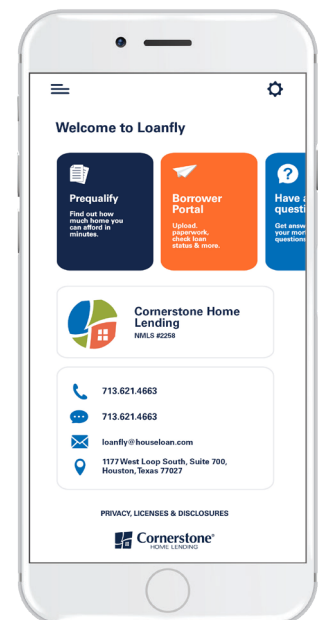 Welcome to Loanfly
Prequalify
Find out how
much home you
can afford in
minutes.
Borrower
Portal
Upload.
paperwork,
check loan
status & more.
Have
questi
Get answ
your
questions
Cornerstone Home
Lending
NMLS #2258
713.621.4663
713.621.4663
loanfly@houseloan.com
1177 West Loop South, Suite 700,
Houston, Texas 77027
PRIVACY, LICENSES & DISCLOSURES
Cornerstone®
HOME LENDING